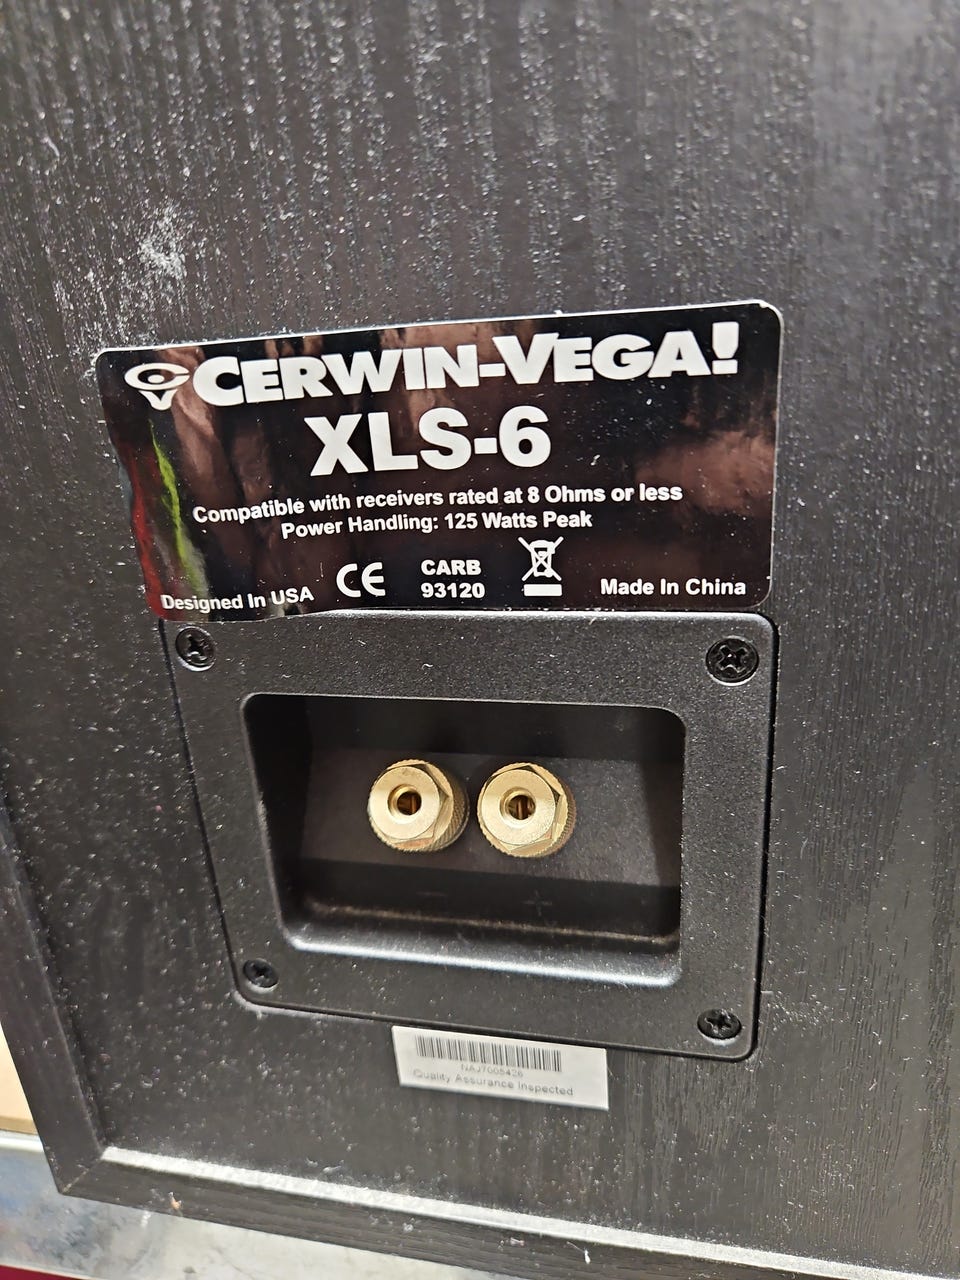 CERWIN-VEGA!
XLS-6
Compatible with receivers rated at 8 Ohms or less
Power Handling: 125 Watts Peak
Designed In USA CE CARB 93120 Made In China
- +
NAJ7005426
Quality Assurance Inspected